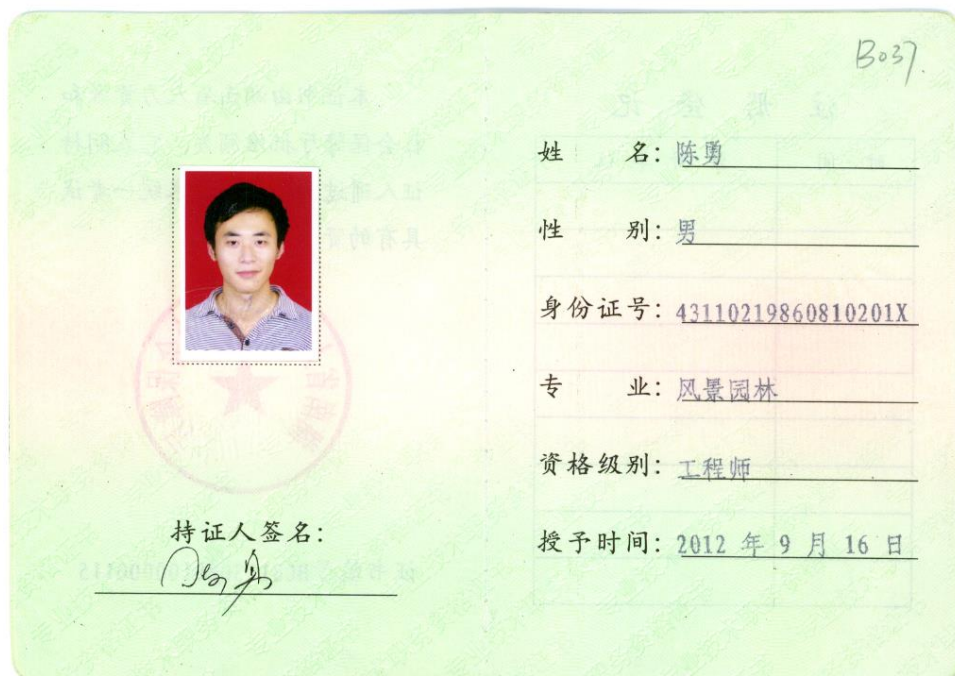 B037
姓 名: 陈勇
性 别: 男
身份证号: 43110219860810201X
专 业: 风景园林
资格级别: 工程师
授予时间: 2012 年 9 月 16 日
持证人签名: